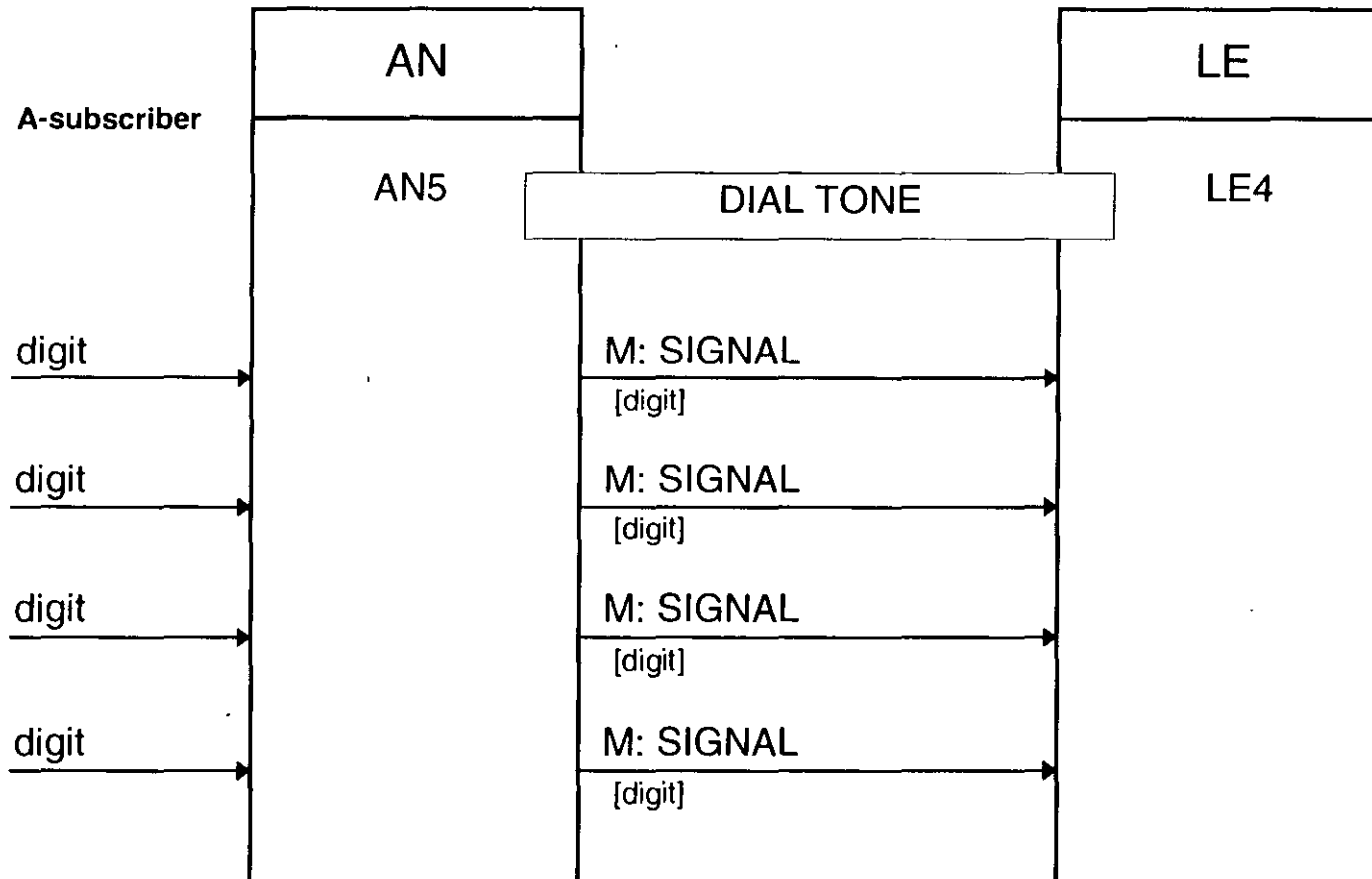 AN
LE
A-subscriber
AN5
DIAL TONE
LE4
digit
M: SIGNAL
[digit]
digit
M: SIGNAL
[digit]
digit
M: SIGNAL
[digit]
digit
M: SIGNAL
[digit]